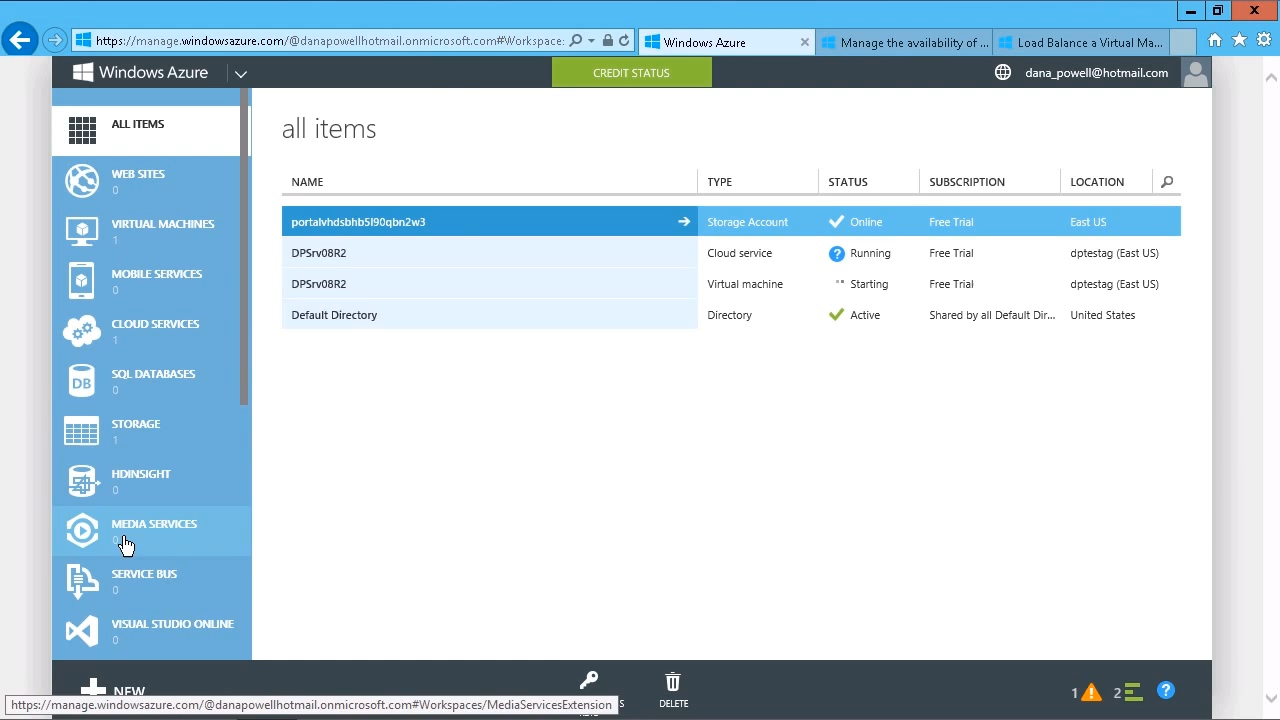 https://manage.windowsazure.com/@danapowellhotmail.onmicrosoft.com#Workspace:
Windows Azure
Manage the availability of ...
Load Balance a Virtual Ma...
Windows Azure
CREDIT STATUS
dana_powell@hotmail.com
ALL ITEMS
WEB SITES
0
VIRTUAL MACHINES
1
MOBILE SERVICES
0
CLOUD SERVICES
1
SQL DATABASES
DB
0
STORAGE
1
HDINSIGHT
0
MEDIA SERVICES
0
SERVICE BUS
0
VISUAL STUDIO ONLINE
0
all items
NAME TYPE STATUS SUBSCRIPTION LOCATION
portalvhdsbhb5l90qbn2w3 Storage Account Online Free Trial East US
DPSrv08R2 Cloud service ? Running Free Trial dptestag (East US)
DPSrv08R2 Virtual machine Starting Free Trial dptestag (East US)
Default Directory Directory Active Shared by all Default Dir... United States
NEW
DELETE
1
2
?
https://manage.windowsazure.com/@danapowellhotmail.onmicrosoft.com#Workspaces/MediaServicesExtension